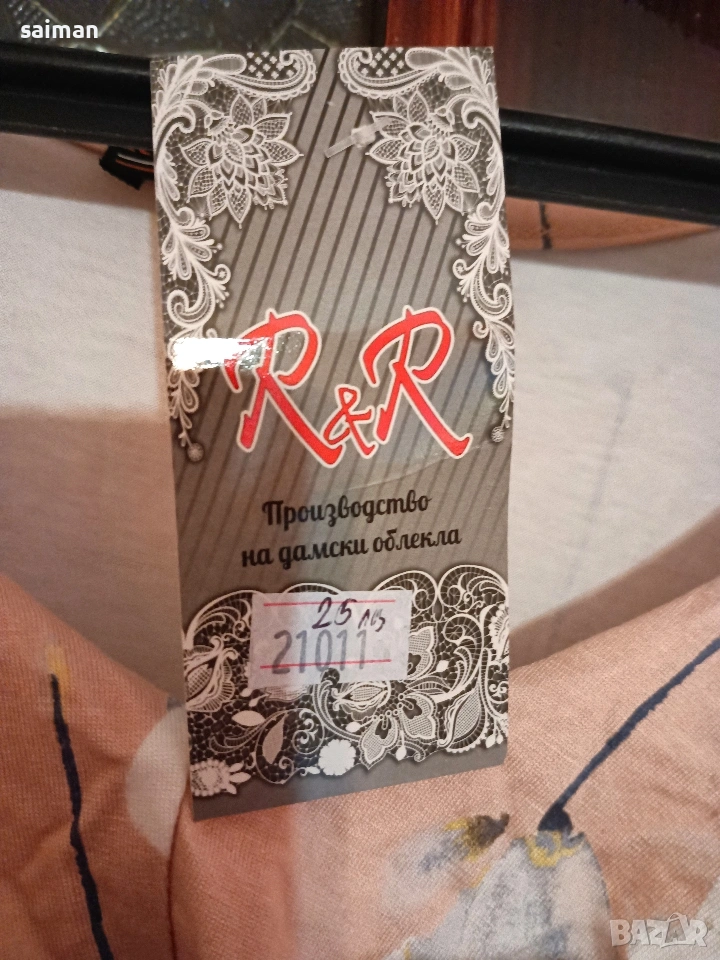 saiman
R&R
Производство
на дамски облекла
25 лв
21011
BAZAR